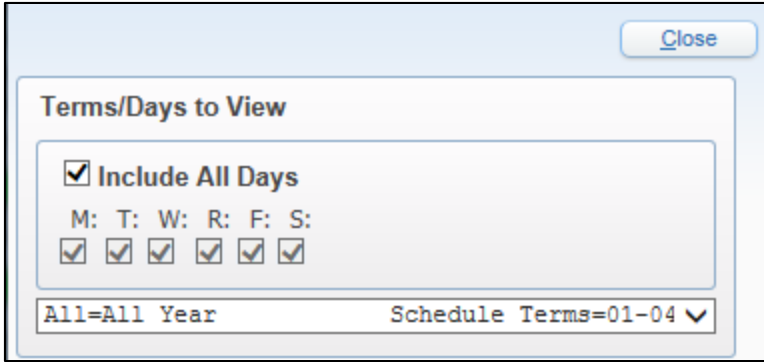 Close
Terms/Days to View
Include All Days
M: T: W: R: F: S:
All=All Year Schedule Terms=01-04